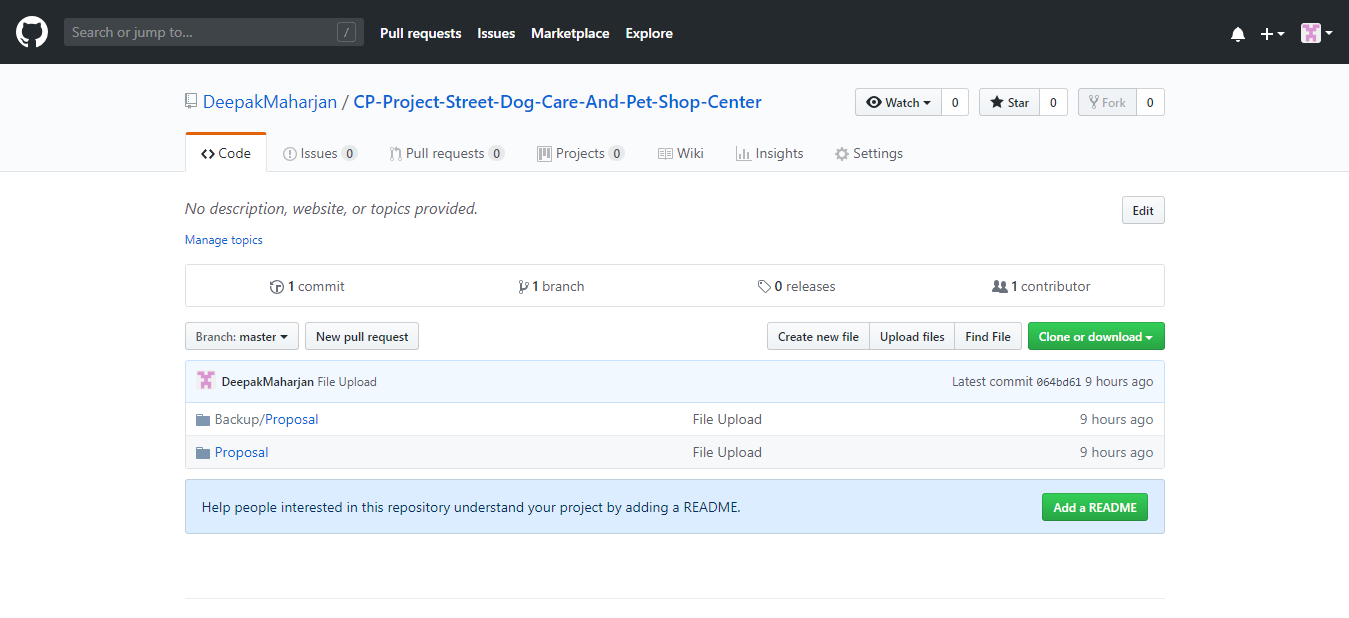 Search or jump to... / Pull requests Issues Marketplace Explore
DeepakMaharjan / CP-Project-Street-Dog-Care-And-Pet-Shop-Center Watch 0 Star 0 Fork 0
Code Issues 0 Pull requests 0 Projects 0 Wiki Insights Settings
No description, website, or topics provided. Edit
Manage topics
1 commit 1 branch 0 releases 1 contributor
Branch: master New pull request Create new file Upload files Find File Clone or download
DeepakMaharjan File Upload Latest commit 064bd61 9 hours ago
Backup/Proposal File Upload 9 hours ago
Proposal File Upload 9 hours ago
Help people interested in this repository understand your project by adding a README. Add a README